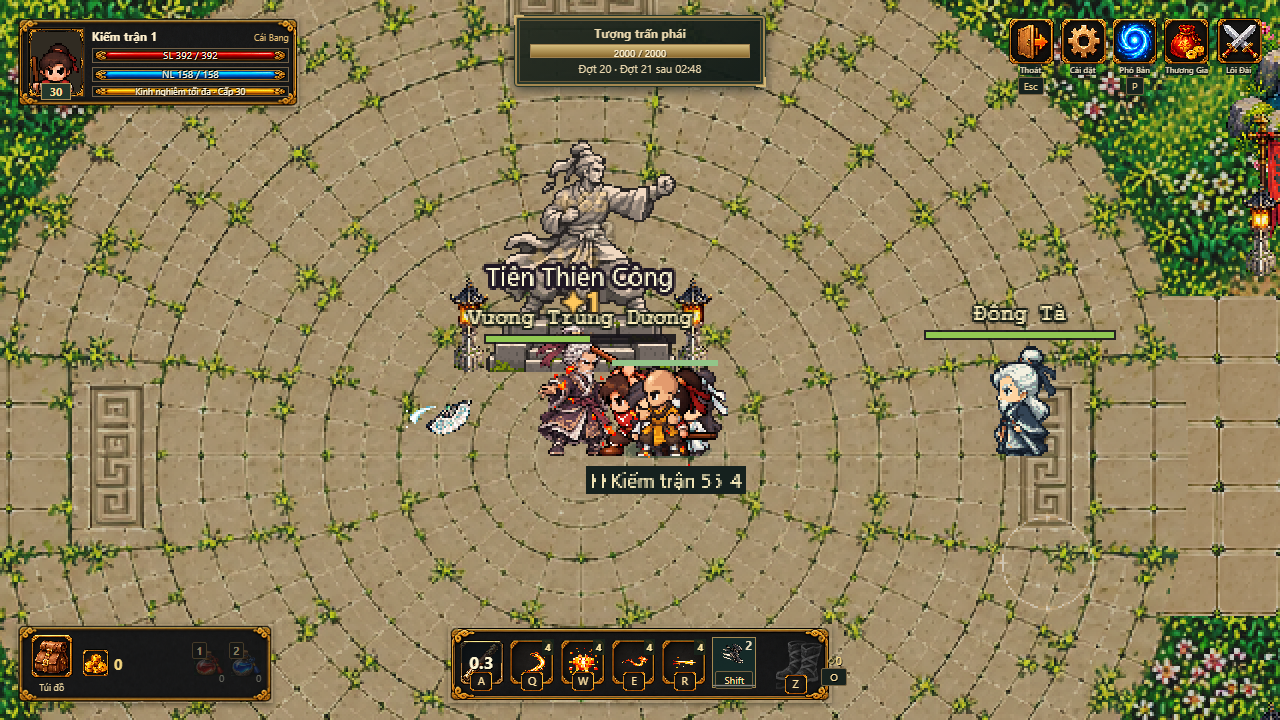 Kiếm trận 1
Cái Bang
SL 392 / 392
NL 158 / 158
Kinh nghiệm tối đa - Cấp 30
30
Tượng trấn phái
2000 / 2000
Đợt 20 · Đợt 21 sau 02:48
Thoát
Cài đặt
Phó Bản
Thương Gia
Lôi Đài
Esc
P
Tiên Thiên Công
1
Vương Trùng Dương
Đông Tà
Kiếm trận 5
4
0
Túi đồ
1
2
0
0
0.3
4
4
4
4
2
A
Q
W
E
R
Shift
Z
O